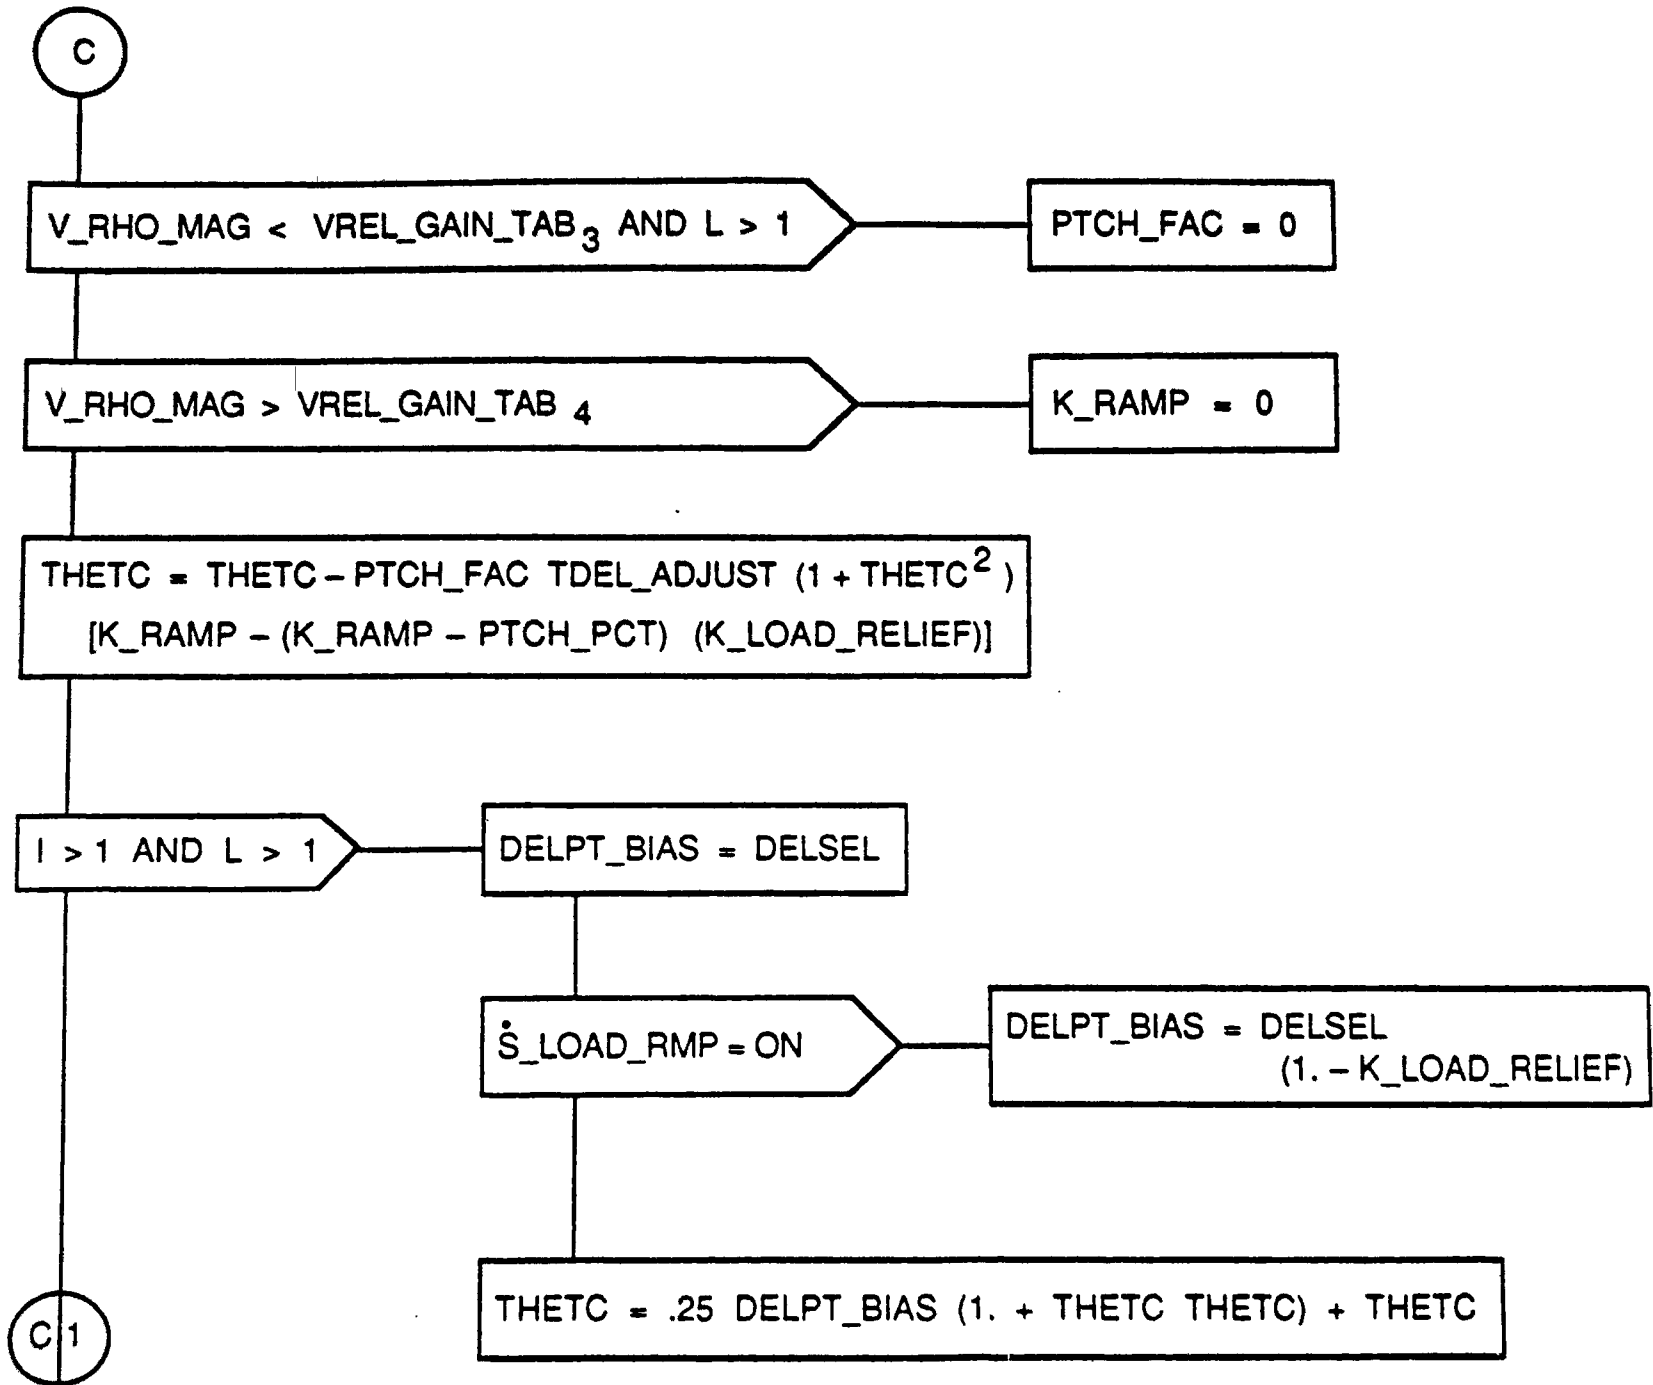 C
V_RHO_MAG < VREL_GAIN_TAB₃ AND L > 1
PTCH_FAC = 0
V_RHO_MAG > VREL_GAIN_TAB ₄
K_RAMP = 0
THETC = THETC – PTCH_FAC TDEL_ADJUST (1 + THETC²)
[K_RAMP – (K_RAMP – PTCH_PCT) (K_LOAD_RELIEF)]
I > 1 AND L > 1
DELPT_BIAS = DELSEL
Ṡ_LOAD_RMP = ON
DELPT_BIAS = DELSEL
(1. – K_LOAD_RELIEF)
THETC = .25 DELPT_BIAS (1. + THETC THETC) + THETC
C1